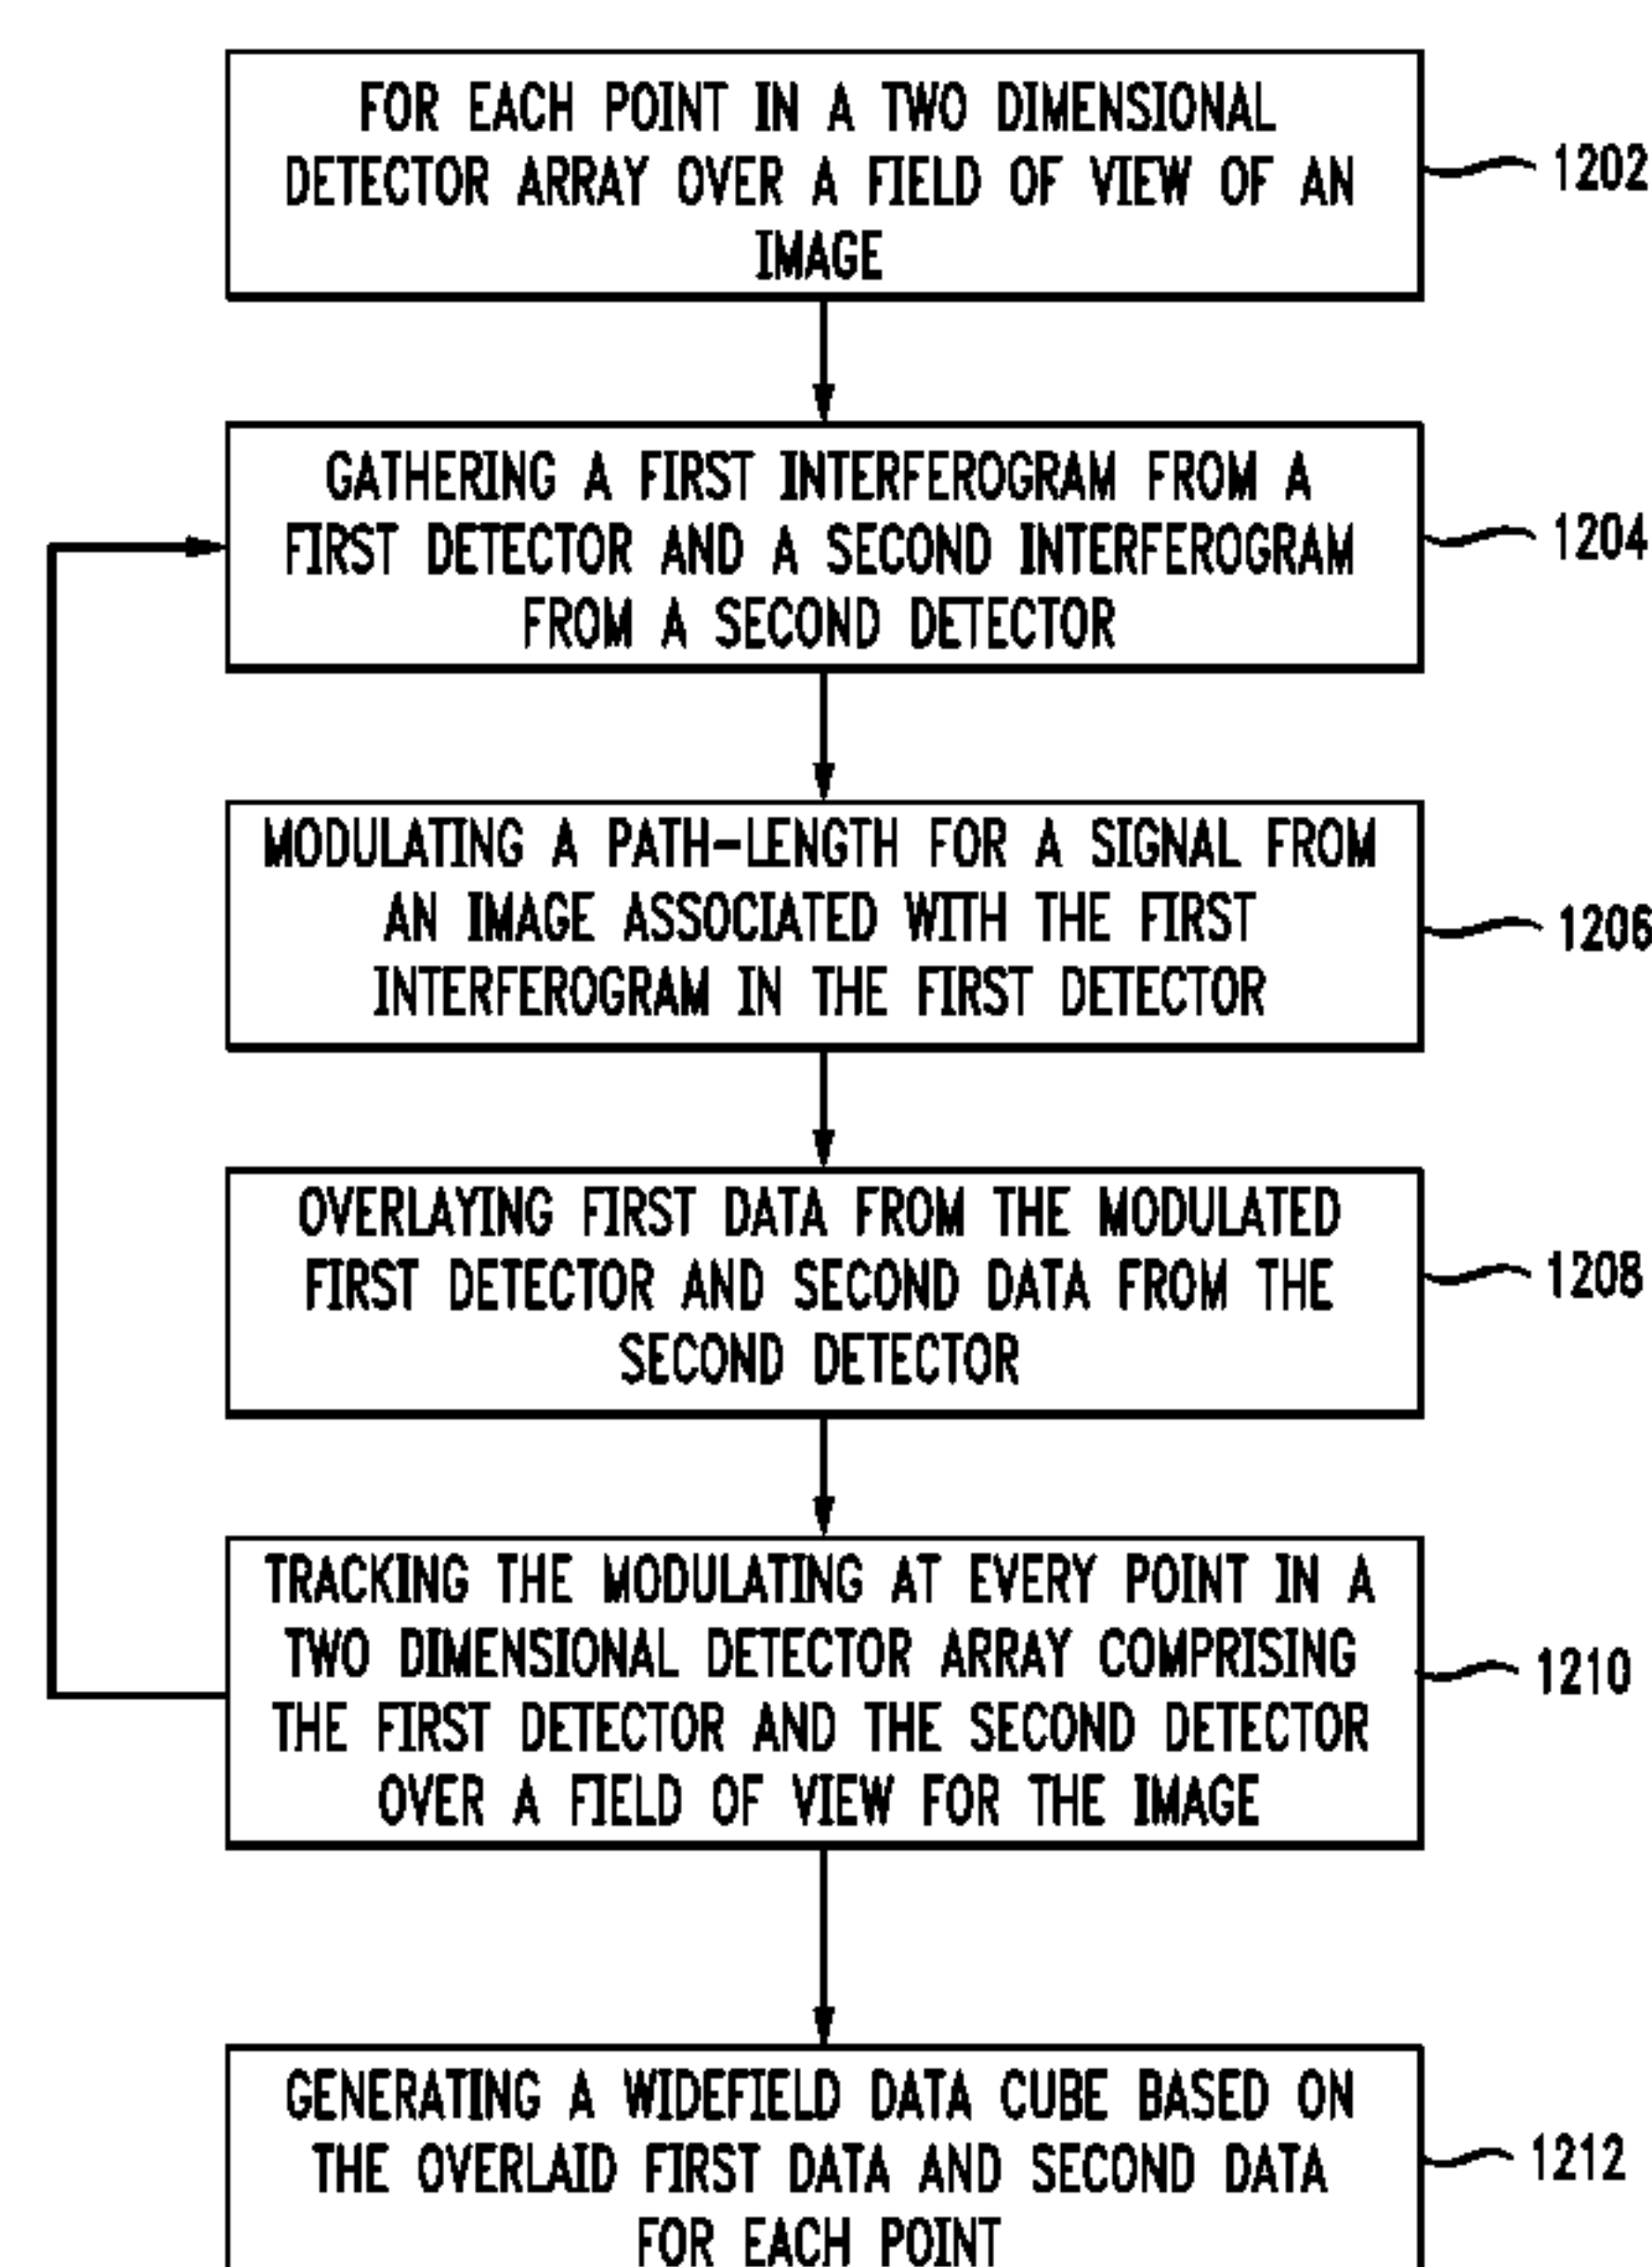 FOR EACH POINT IN A TWO DIMENSIONAL
DETECTOR ARRAY OVER A FIELD OF VIEW OF AN
IMAGE
1202
GATHERING A FIRST INTERFEROGRAM FROM A
FIRST DETECTOR AND A SECOND INTERFEROGRAM
FROM A SECOND DETECTOR
1204
MODULATING A PATH-LENGTH FOR A SIGNAL FROM
AN IMAGE ASSOCIATED WITH THE FIRST
INTERFEROGRAM IN THE FIRST DETECTOR
1206
OVERLAYING FIRST DATA FROM THE MODULATED
FIRST DETECTOR AND SECOND DATA FROM THE
SECOND DETECTOR
1208
TRACKING THE MODULATING AT EVERY POINT IN A
TWO DIMENSIONAL DETECTOR ARRAY COMPRISING
THE FIRST DETECTOR AND THE SECOND DETECTOR
OVER A FIELD OF VIEW FOR THE IMAGE
1210
GENERATING A WIDEFIELD DATA CUBE BASED ON
THE OVERLAID FIRST DATA AND SECOND DATA
FOR EACH POINT
1212